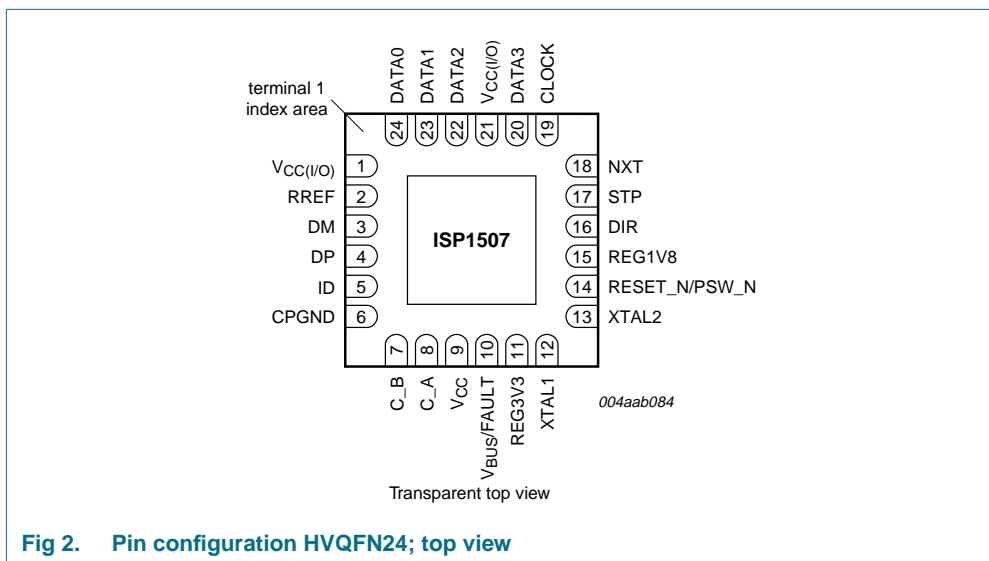 DATA0
DATA1
DATA2
VCC(I/O)
DATA3
CLOCK
terminal 1
index area
24
23
22
21
20
19
VCC(I/O) 1
RREF 2
DM 3
DP 4
ID 5
CPGND 6
ISP1507
18 NXT
17 STP
16 DIR
15 REG1V8
14 RESET_N/PSW_N
13 XTAL2
7
8
9
10
11
12
C_B
C_A
VCC
VBUS/FAULT
REG3V3
XTAL1
004aab084
Transparent top view
Fig 2. Pin configuration HVQFN24; top view